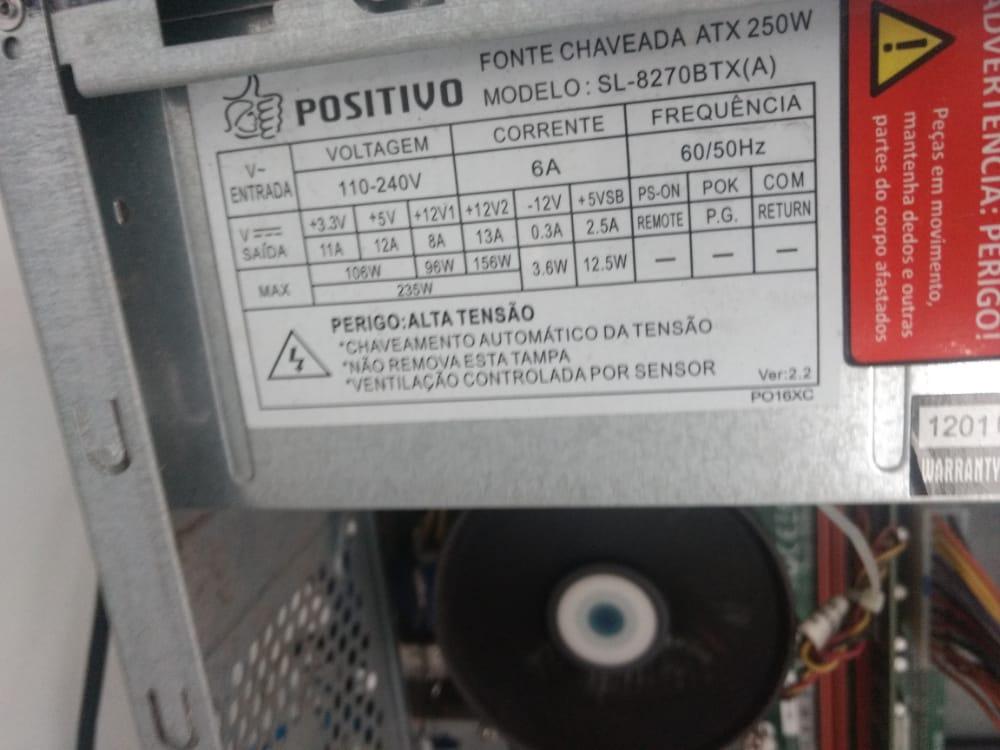 FONTE CHAVEADA ATX 250W
POSITIVO
MODELO: SL-8270BTX(A)
V~ ENTRADA VOLTAGEM CORRENTE FREQUÊNCIA
110-240V 6A 60/50Hz
V⎓ SAÍDA +3.3V +5V +12V1 +12V2 -12V +5VSB PS-ON POK COM
11A 12A 8A 13A 0.3A 2.5A REMOTE P.G. RETURN
MAX 106W 96W 156W 3.6W 12.5W — — —
235W
PERIGO:ALTA TENSÃO
*CHAVEAMENTO AUTOMÁTICO DA TENSÃO
*NÃO REMOVA ESTA TAMPA
*VENTILAÇÃO CONTROLADA POR SENSOR
Ver:2.2
PO16XC
ADVERTÊNCIA: PERIGO!
Peças em movimento,
mantenha dedos e outras
partes do corpo afastados
1201
WARRANTY